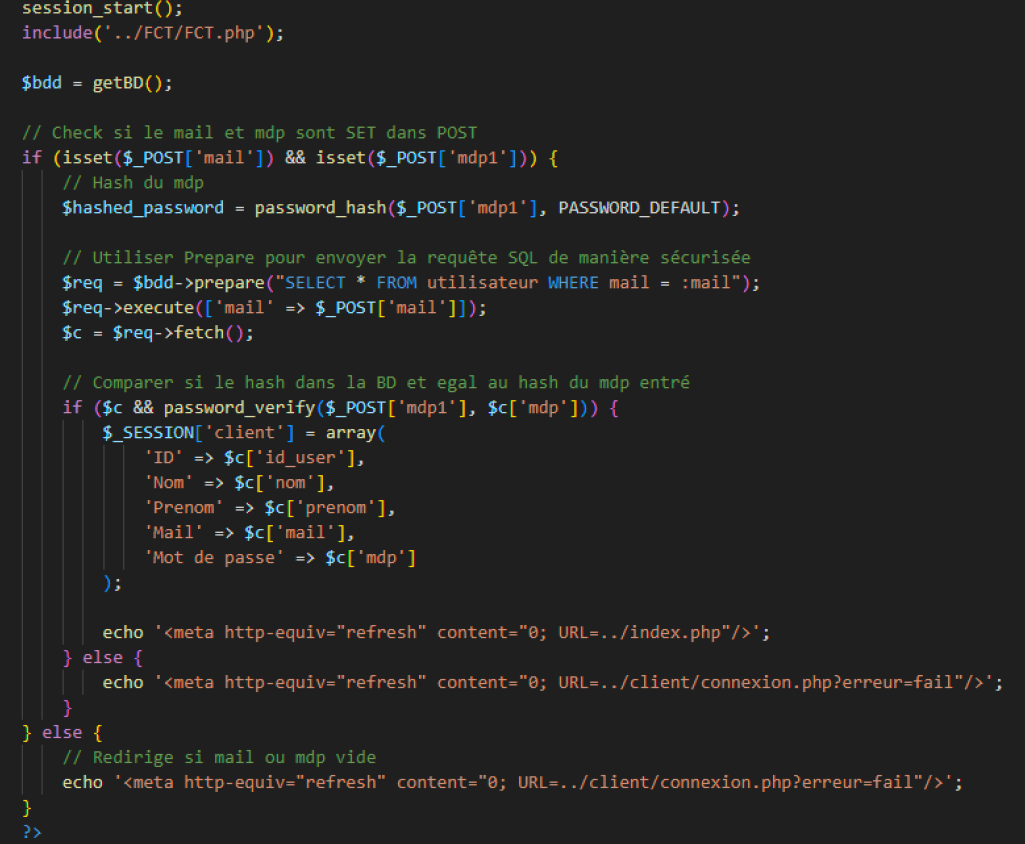 session_start();
include('../FCT/FCT.php');
$bdd = getBD();
// Check si le mail et mdp sont SET dans POST
if (isset($_POST['mail']) && isset($_POST['mdp1'])) {
// Hash du mdp
$hashed_password = password_hash($_POST['mdp1'], PASSWORD_DEFAULT);
// Utiliser Prepare pour envoyer la requête SQL de manière sécurisée
$req = $bdd->prepare("SELECT * FROM utilisateur WHERE mail = :mail");
$req->execute(['mail' => $_POST['mail']]);
$c = $req->fetch();
// Comparer si le hash dans la BD et egal au hash du mdp entré
if ($c && password_verify($_POST['mdp1'], $c['mdp'])) {
$_SESSION['client'] = array(
'ID' => $c['id_user'],
'Nom' => $c['nom'],
'Prenom' => $c['prenom'],
'Mail' => $c['mail'],
'Mot de passe' => $c['mdp']
);
echo '<meta http-equiv="refresh" content="0; URL=../index.php"/>';
} else {
echo '<meta http-equiv="refresh" content="0; URL=../client/connexion.php?erreur=fail"/>';
}
} else {
// Redirige si mail ou mdp vide
echo '<meta http-equiv="refresh" content="0; URL=../client/connexion.php?erreur=fail"/>';
}
?>